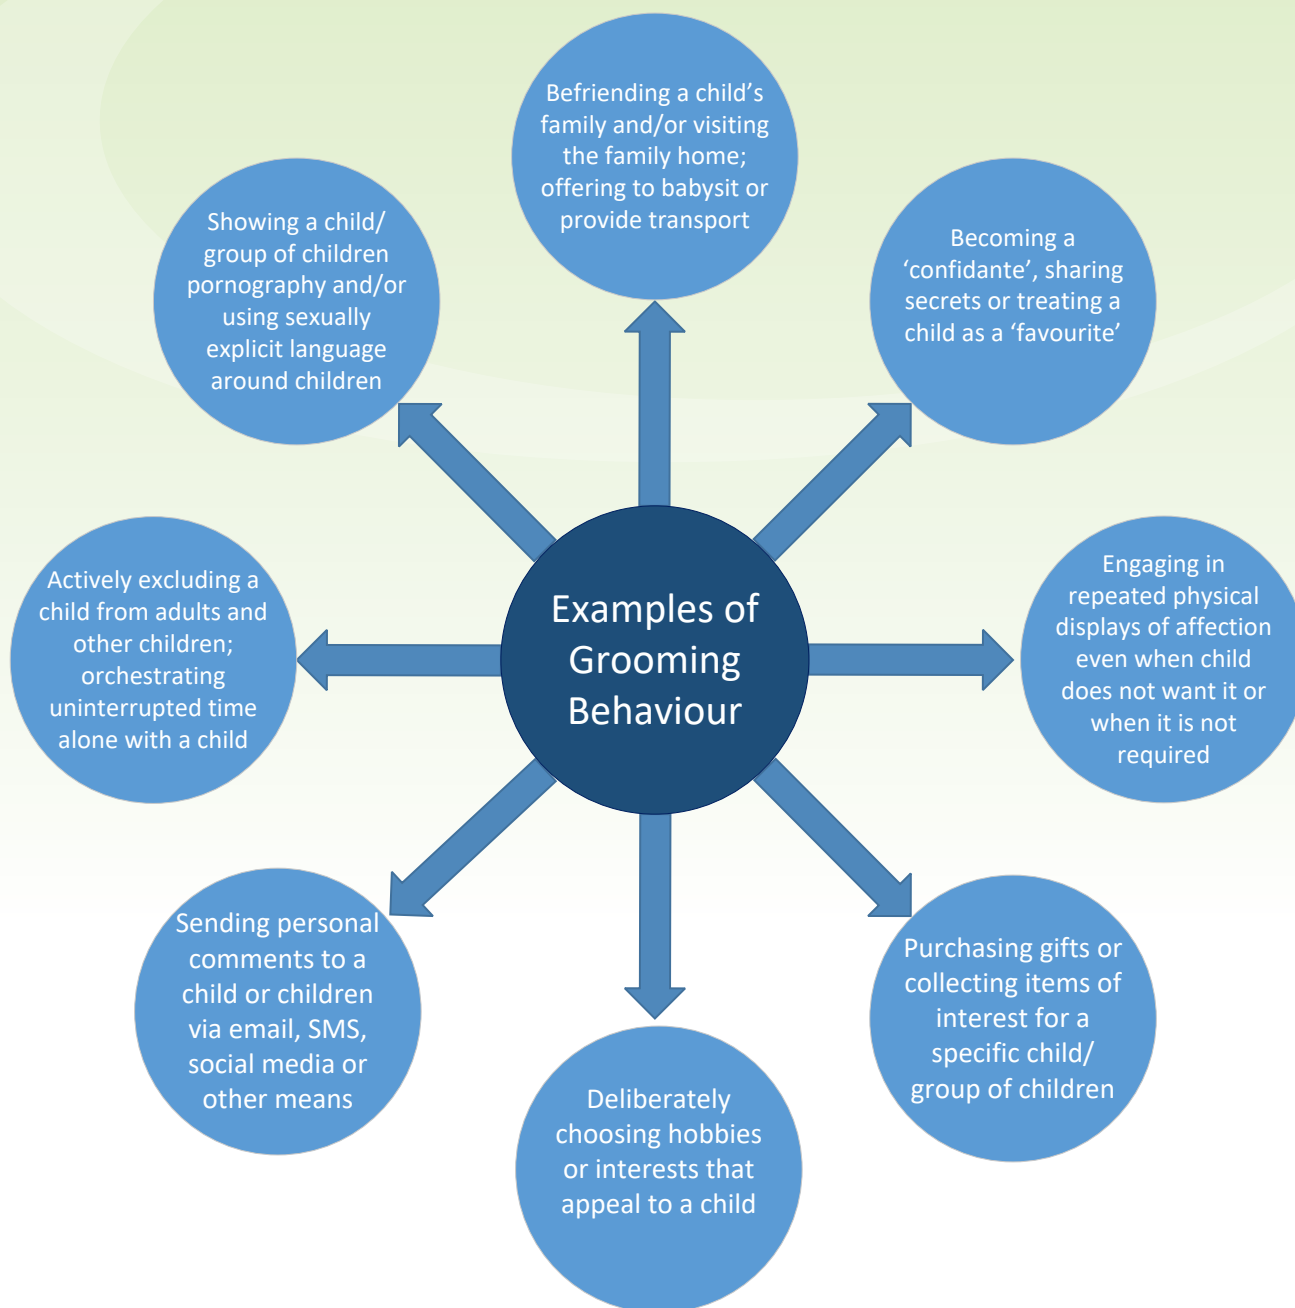 Befriending a child’s
family and/or visiting
the family home;
offering to babysit or
provide transport
Becoming a
‘confidante’, sharing
secrets or treating a
child as a ‘favourite’
Engaging in
repeated physical
displays of affection
even when child
does not want it or
when it is not
required
Purchasing gifts or
collecting items of
interest for a
specific child/
group of children
Deliberately
choosing hobbies
or interests that
appeal to a child
Sending personal
comments to a
child or children
via email, SMS,
social media or
other means
Actively excluding a
child from adults and
other children;
orchestrating
uninterrupted time
alone with a child
Showing a child/
group of children
pornography and/or
using sexually
explicit language
around children
Examples of
Grooming
Behaviour